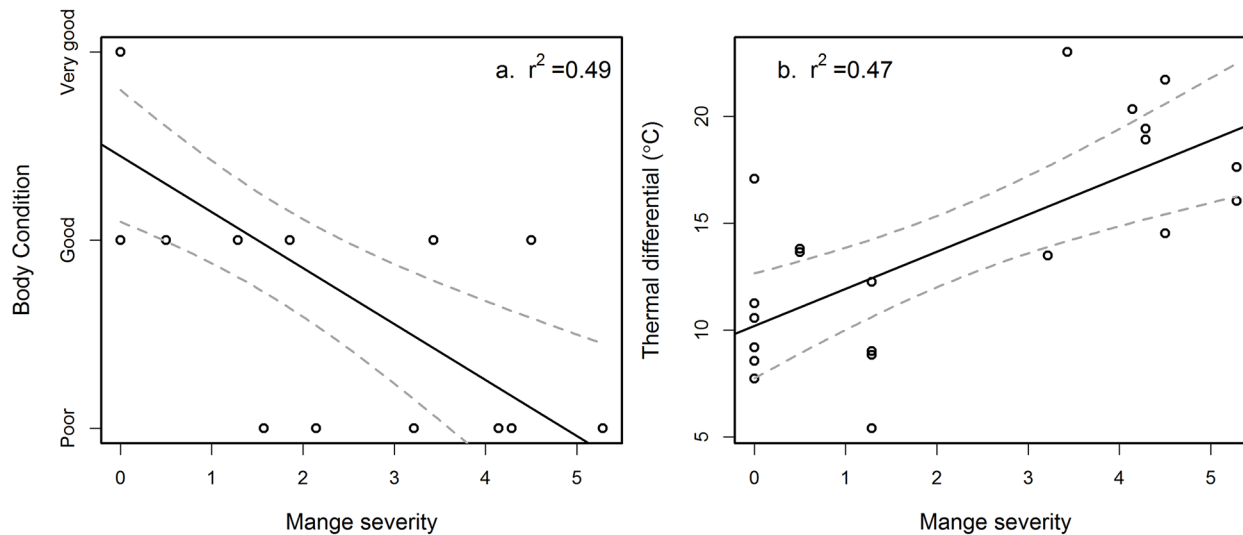 a. r² =0.49
Body Condition
Very good
Good
Poor
0 1 2 3 4 5
Mange severity
b. r² =0.47
Thermal differential (°C)
20
15
10
5
0 1 2 3 4 5
Mange severity